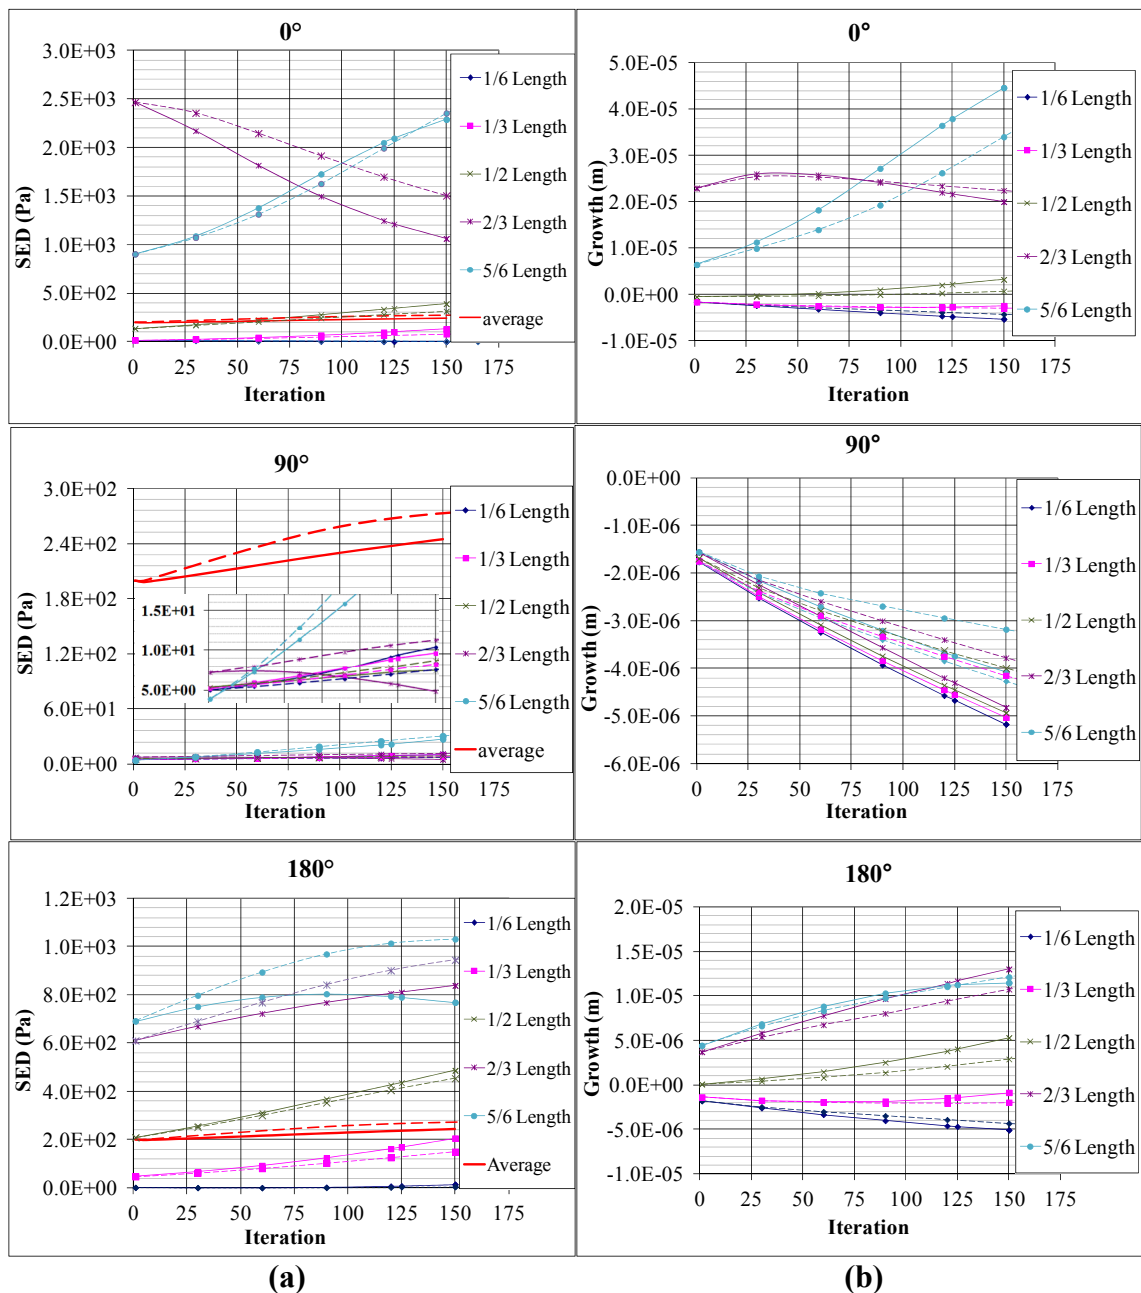 0°
3.0E+03
2.5E+03
2.0E+03
1.5E+03
1.0E+03
5.0E+02
0.0E+00
SED (Pa)
0 25 50 75 100 125 150 175
Iteration
1/6 Length
1/3 Length
1/2 Length
2/3 Length
5/6 Length
average
0°
5.0E-05
4.0E-05
3.0E-05
2.0E-05
1.0E-05
0.0E+00
-1.0E-05
Growth (m)
0 25 50 75 100 125 150 175
Iteration
1/6 Length
1/3 Length
1/2 Length
2/3 Length
5/6 Length
90°
3.0E+02
2.4E+02
1.8E+02
1.2E+02
6.0E+01
0.0E+00
SED (Pa)
1.5E+01
1.0E+01
5.0E+00
0 25 50 75 100 125 150 175
Iteration
1/6 Length
1/3 Length
1/2 Length
2/3 Length
5/6 Length
average
90°
0.0E+00
-1.0E-06
-2.0E-06
-3.0E-06
-4.0E-06
-5.0E-06
-6.0E-06
Growth (m)
0 25 50 75 100 125 150 175
Iteration
1/6 Length
1/3 Length
1/2 Length
2/3 Length
5/6 Length
180°
1.2E+03
1.0E+03
8.0E+02
6.0E+02
4.0E+02
2.0E+02
0.0E+00
SED (Pa)
0 25 50 75 100 125 150 175
Iteration
1/6 Length
1/3 Length
1/2 Length
2/3 Length
5/6 Length
Average
180°
2.0E-05
1.5E-05
1.0E-05
5.0E-06
0.0E+00
-5.0E-06
-1.0E-05
Growth (m)
0 25 50 75 100 125 150 175
Iteration
1/6 Length
1/3 Length
1/2 Length
2/3 Length
5/6 Length
(a)
(b)